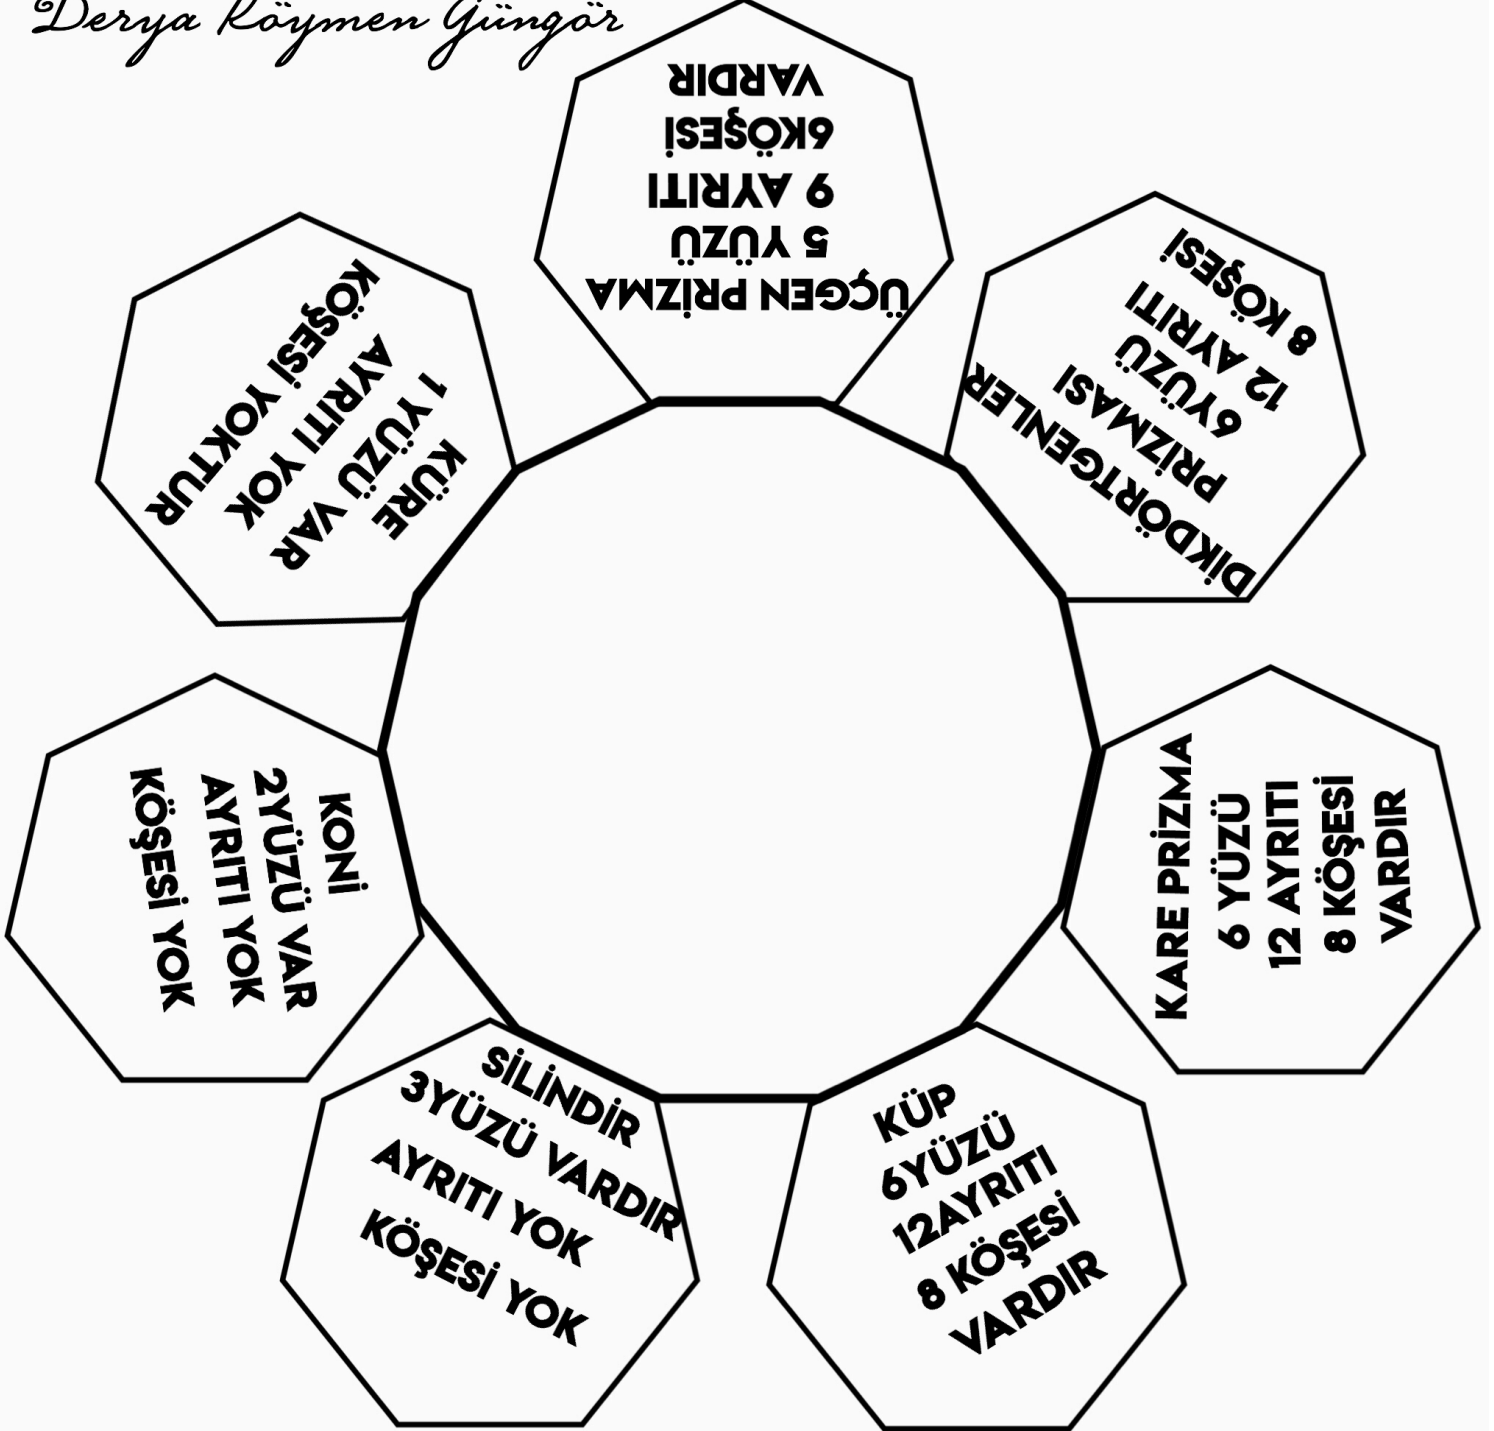 Derya Köymen Güngör
ÜÇGEN PRİZMA
5 YÜZÜ
9 AYRITI
6KÖŞESİ
VARDIR
DİKDÖRTGENLER
PRİZMASI
6YÜZÜ
12 AYRITI
8 KÖŞESİ
KARE PRİZMA
6 YÜZÜ
12 AYRITI
8 KÖŞESİ
VARDIR
KÜP
6YÜZÜ
12AYRITI
8 KÖŞESİ
VARDIR
SİLİNDİR
3YÜZÜ VARDIR
AYRITI YOK
KÖŞESİ YOK
KONİ
2YÜZÜ VAR
AYRITI YOK
KÖŞESİ YOK
KÜRE
1 YÜZÜ VAR
AYRITI YOK
KÖŞESİ YOKTUR